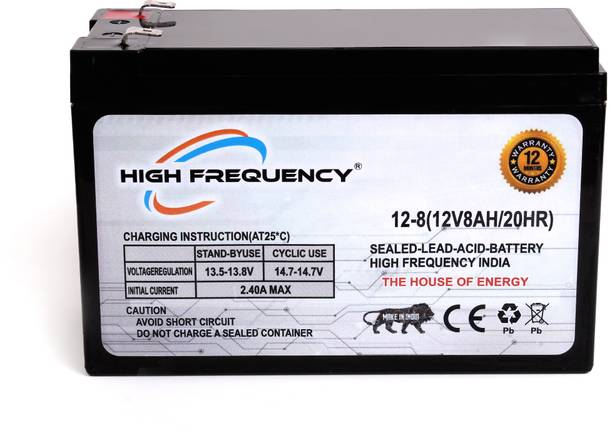 HIGH FREQUENCY®
WARRANTY
12
MONTHS
WARRANTY
12-8(12V8AH/20HR)
CHARGING INSTRUCTION(AT25°C)
STAND-BYUSE CYCLIC USE
VOLTAGEREGULATION 13.5-13.8V 14.7-14.7V
INITIAL CURRENT 2.40A MAX
SEALED-LEAD-ACID-BATTERY
HIGH FREQUENCY INDIA
THE HOUSE OF ENERGY
CAUTION
AVOID SHORT CIRCUIT
DO NOT CHARGE A SEALED CONTAINER
MAKE IN INDIA
CE
Pb Pb